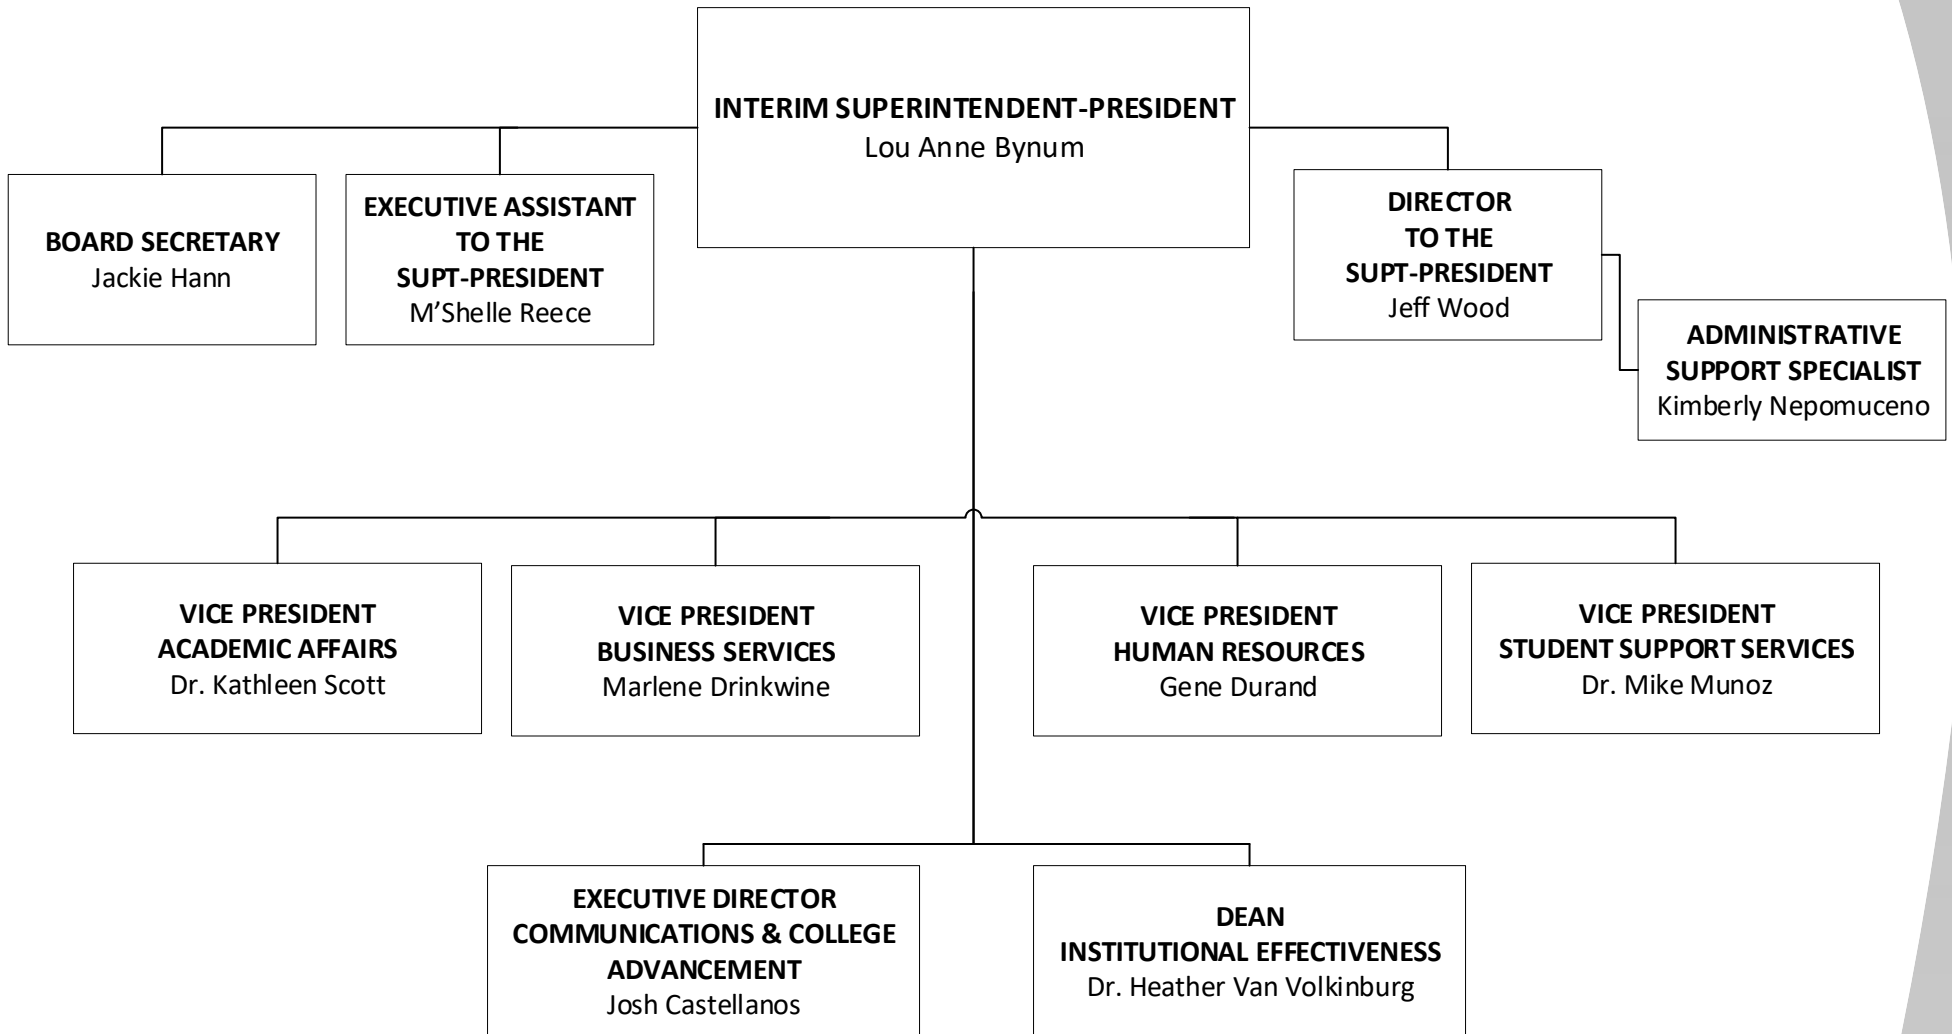 INTERIM SUPERINTENDENT-PRESIDENT
Lou Anne Bynum
BOARD SECRETARY
Jackie Hann
EXECUTIVE ASSISTANT
TO THE
SUPT-PRESIDENT
M’Shelle Reece
DIRECTOR
TO THE
SUPT-PRESIDENT
Jeff Wood
ADMINISTRATIVE
SUPPORT SPECIALIST
Kimberly Nepomuceno
VICE PRESIDENT
ACADEMIC AFFAIRS
Dr. Kathleen Scott
VICE PRESIDENT
BUSINESS SERVICES
Marlene Drinkwine
VICE PRESIDENT
HUMAN RESOURCES
Gene Durand
VICE PRESIDENT
STUDENT SUPPORT SERVICES
Dr. Mike Munoz
EXECUTIVE DIRECTOR
COMMUNICATIONS & COLLEGE
ADVANCEMENT
Josh Castellanos
DEAN
INSTITUTIONAL EFFECTIVENESS
Dr. Heather Van Volkinburg